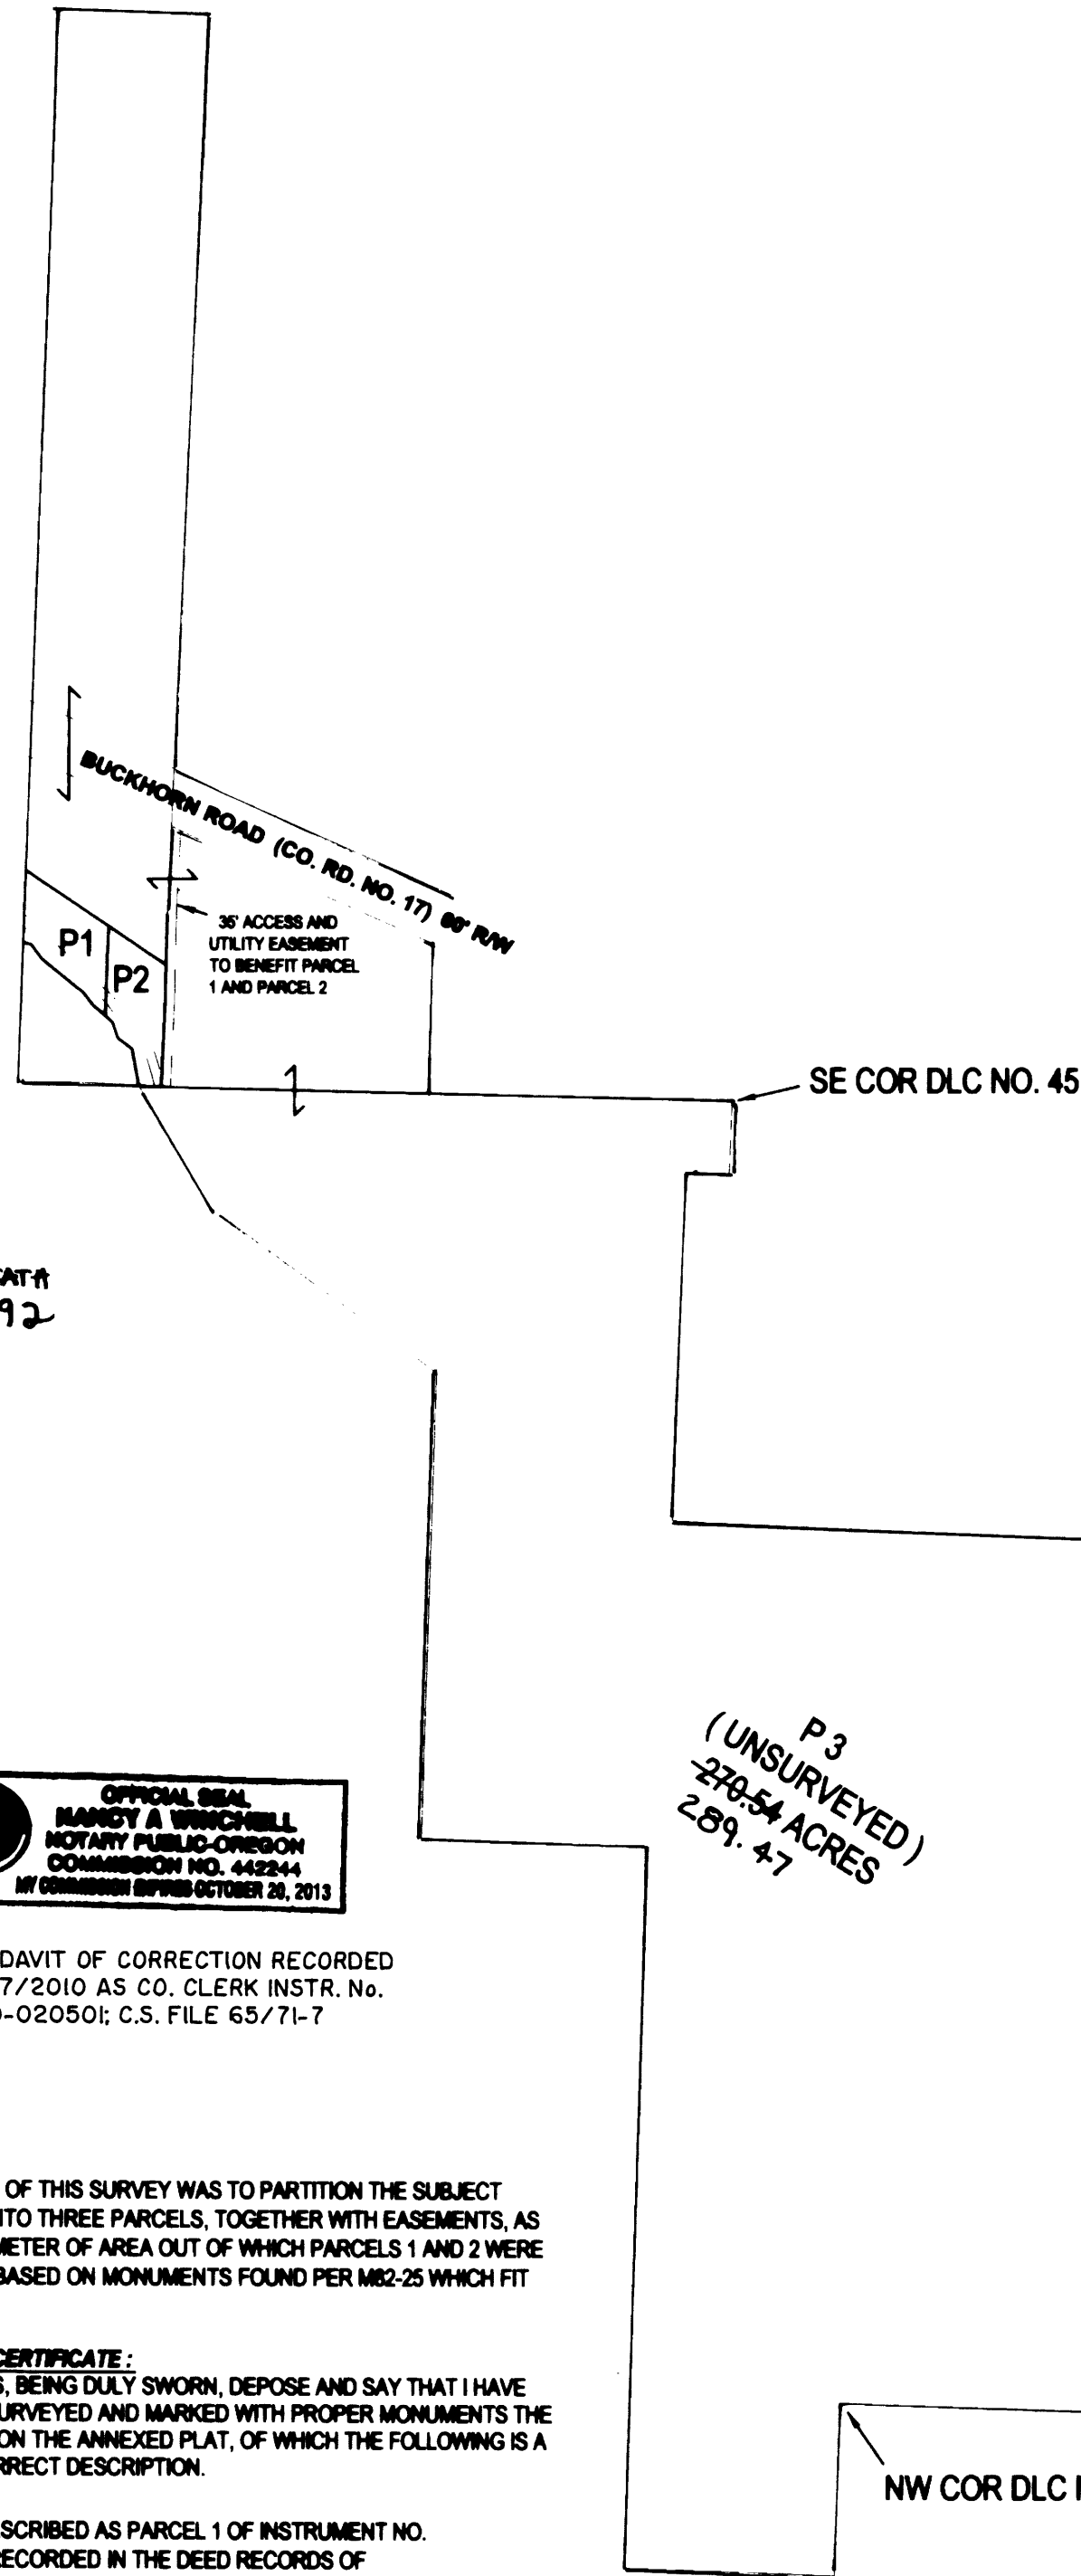 BUCKHORN ROAD (CO. RD. NO. 17) 60' R/W
35' ACCESS AND
UTILITY EASEMENT
TO BENEFIT PARCEL
1 AND PARCEL 2
P1
P2
SE COR DLC NO. 45
92
P 3
(UNSURVEYED)
270.54 ACRES
289.47
OFFICIAL SEAL
NANCY A WINCHELL
NOTARY PUBLIC-OREGON
COMMISSION NO. 442244
MY COMMISSION EXPIRES OCTOBER 20, 2013
DAVIT OF CORRECTION RECORDED
7/2010 AS CO. CLERK INSTR. No.
-020501; C.S. FILE 65/71-7
OF THIS SURVEY WAS TO PARTITION THE SUBJECT
TO THREE PARCELS, TOGETHER WITH EASEMENTS, AS
METER OF AREA OUT OF WHICH PARCELS 1 AND 2 WERE
BASED ON MONUMENTS FOUND PER M82-25 WHICH FIT
CERTIFICATE:
S, BEING DULY SWORN, DEPOSE AND SAY THAT I HAVE
URVEYED AND MARKED WITH PROPER MONUMENTS THE
ON THE ANNEXED PLAT, OF WHICH THE FOLLOWING IS A
RRECT DESCRIPTION.
NW COR DLC
SCRIBED AS PARCEL 1 OF INSTRUMENT NO.
ECORDED IN THE DEED RECORDS OF